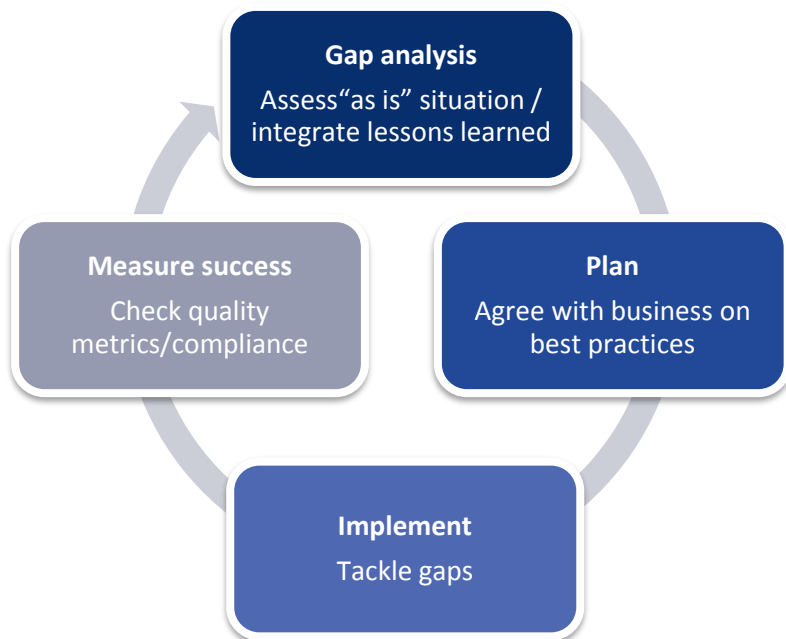 Gap analysis
Assess“as is” situation /
integrate lessons learned
Measure success
Check quality
metrics/compliance
Plan
Agree with business on
best practices
Implement
Tackle gaps